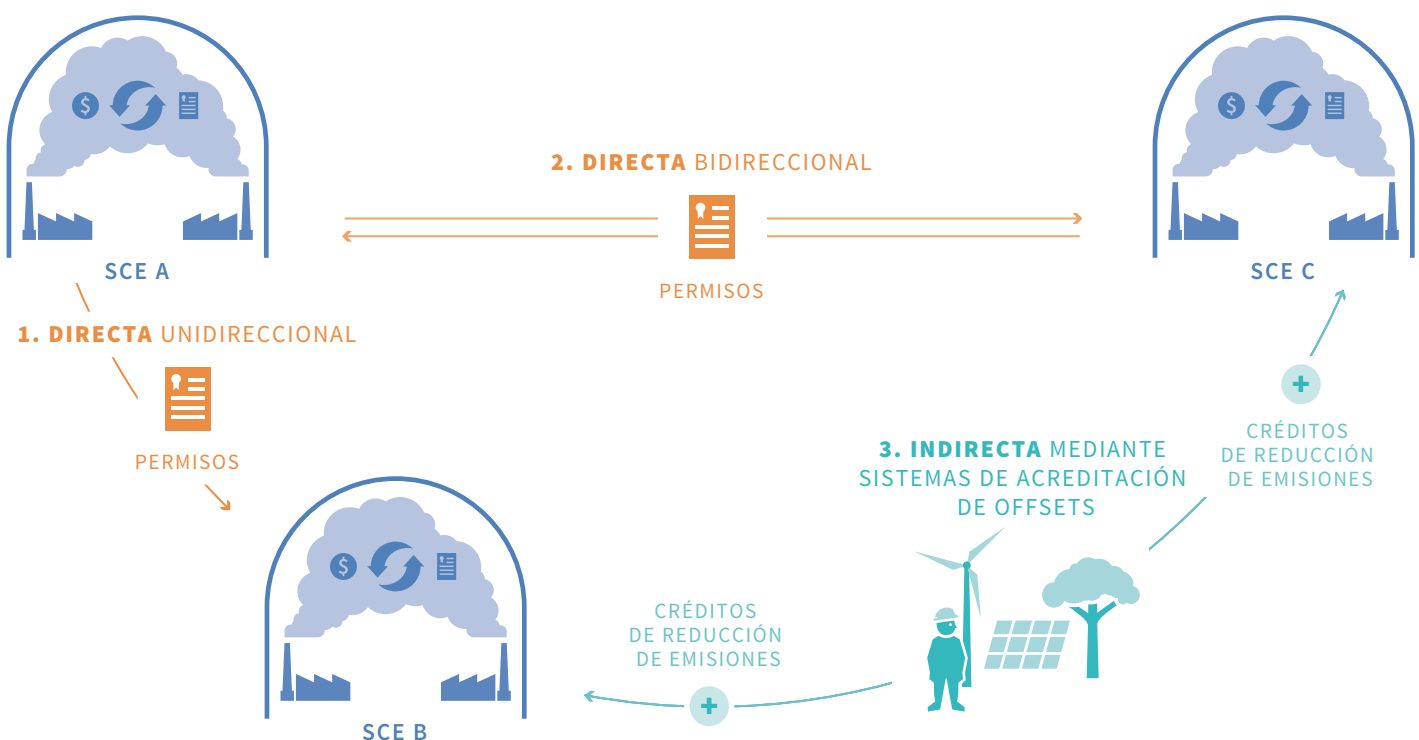 2. DIRECTA BIDIRECCIONAL
PERMISOS
SCE A
SCE C
1. DIRECTA UNIDIRECCIONAL
PERMISOS
3. INDIRECTA MEDIANTE
SISTEMAS DE ACREDITACIÓN
DE OFFSETS
CRÉDITOS
DE REDUCCIÓN
DE EMISIONES
CRÉDITOS
DE REDUCCIÓN
DE EMISIONES
SCE B